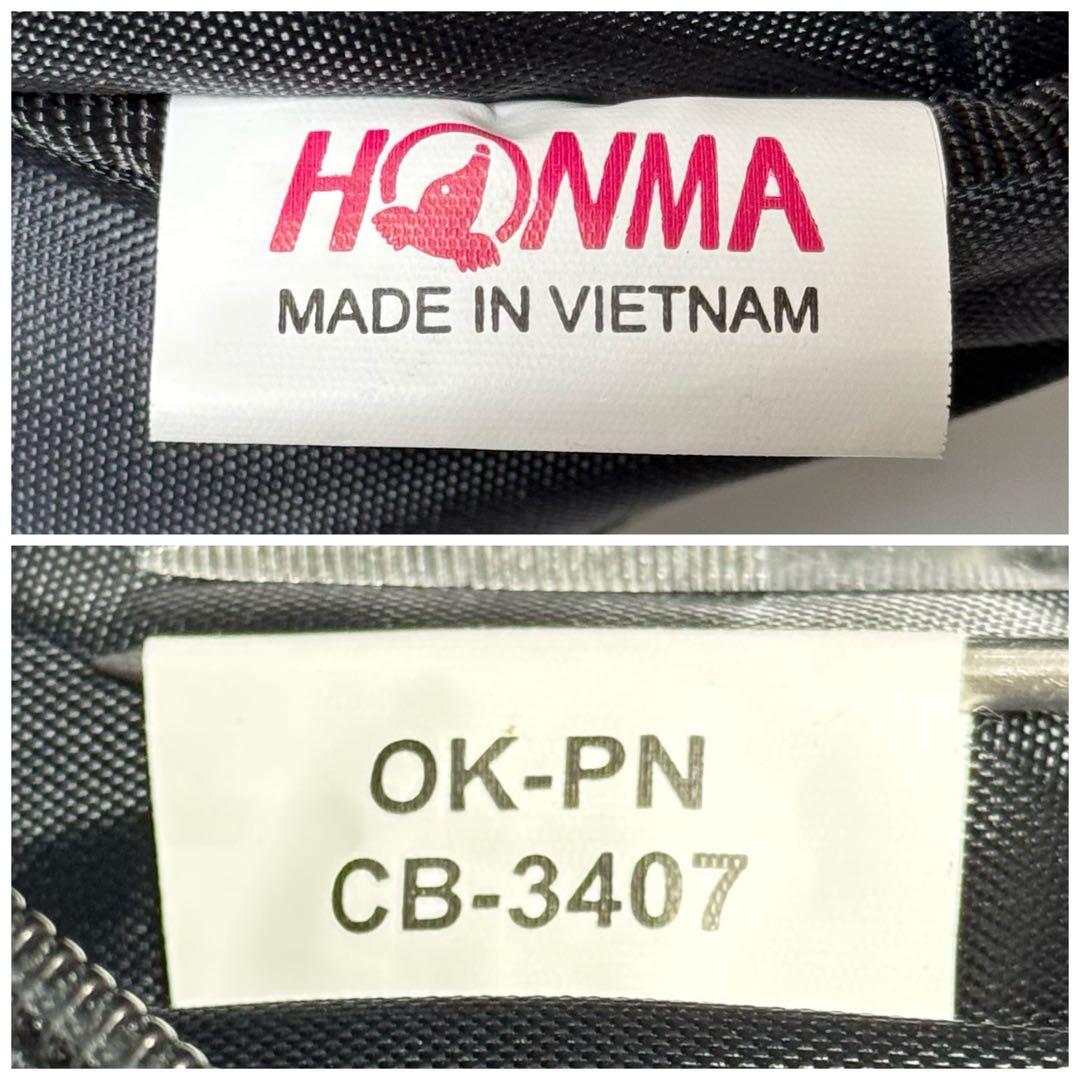 HONMA
MADE IN VIETNAM
OK-PN
CB-3407